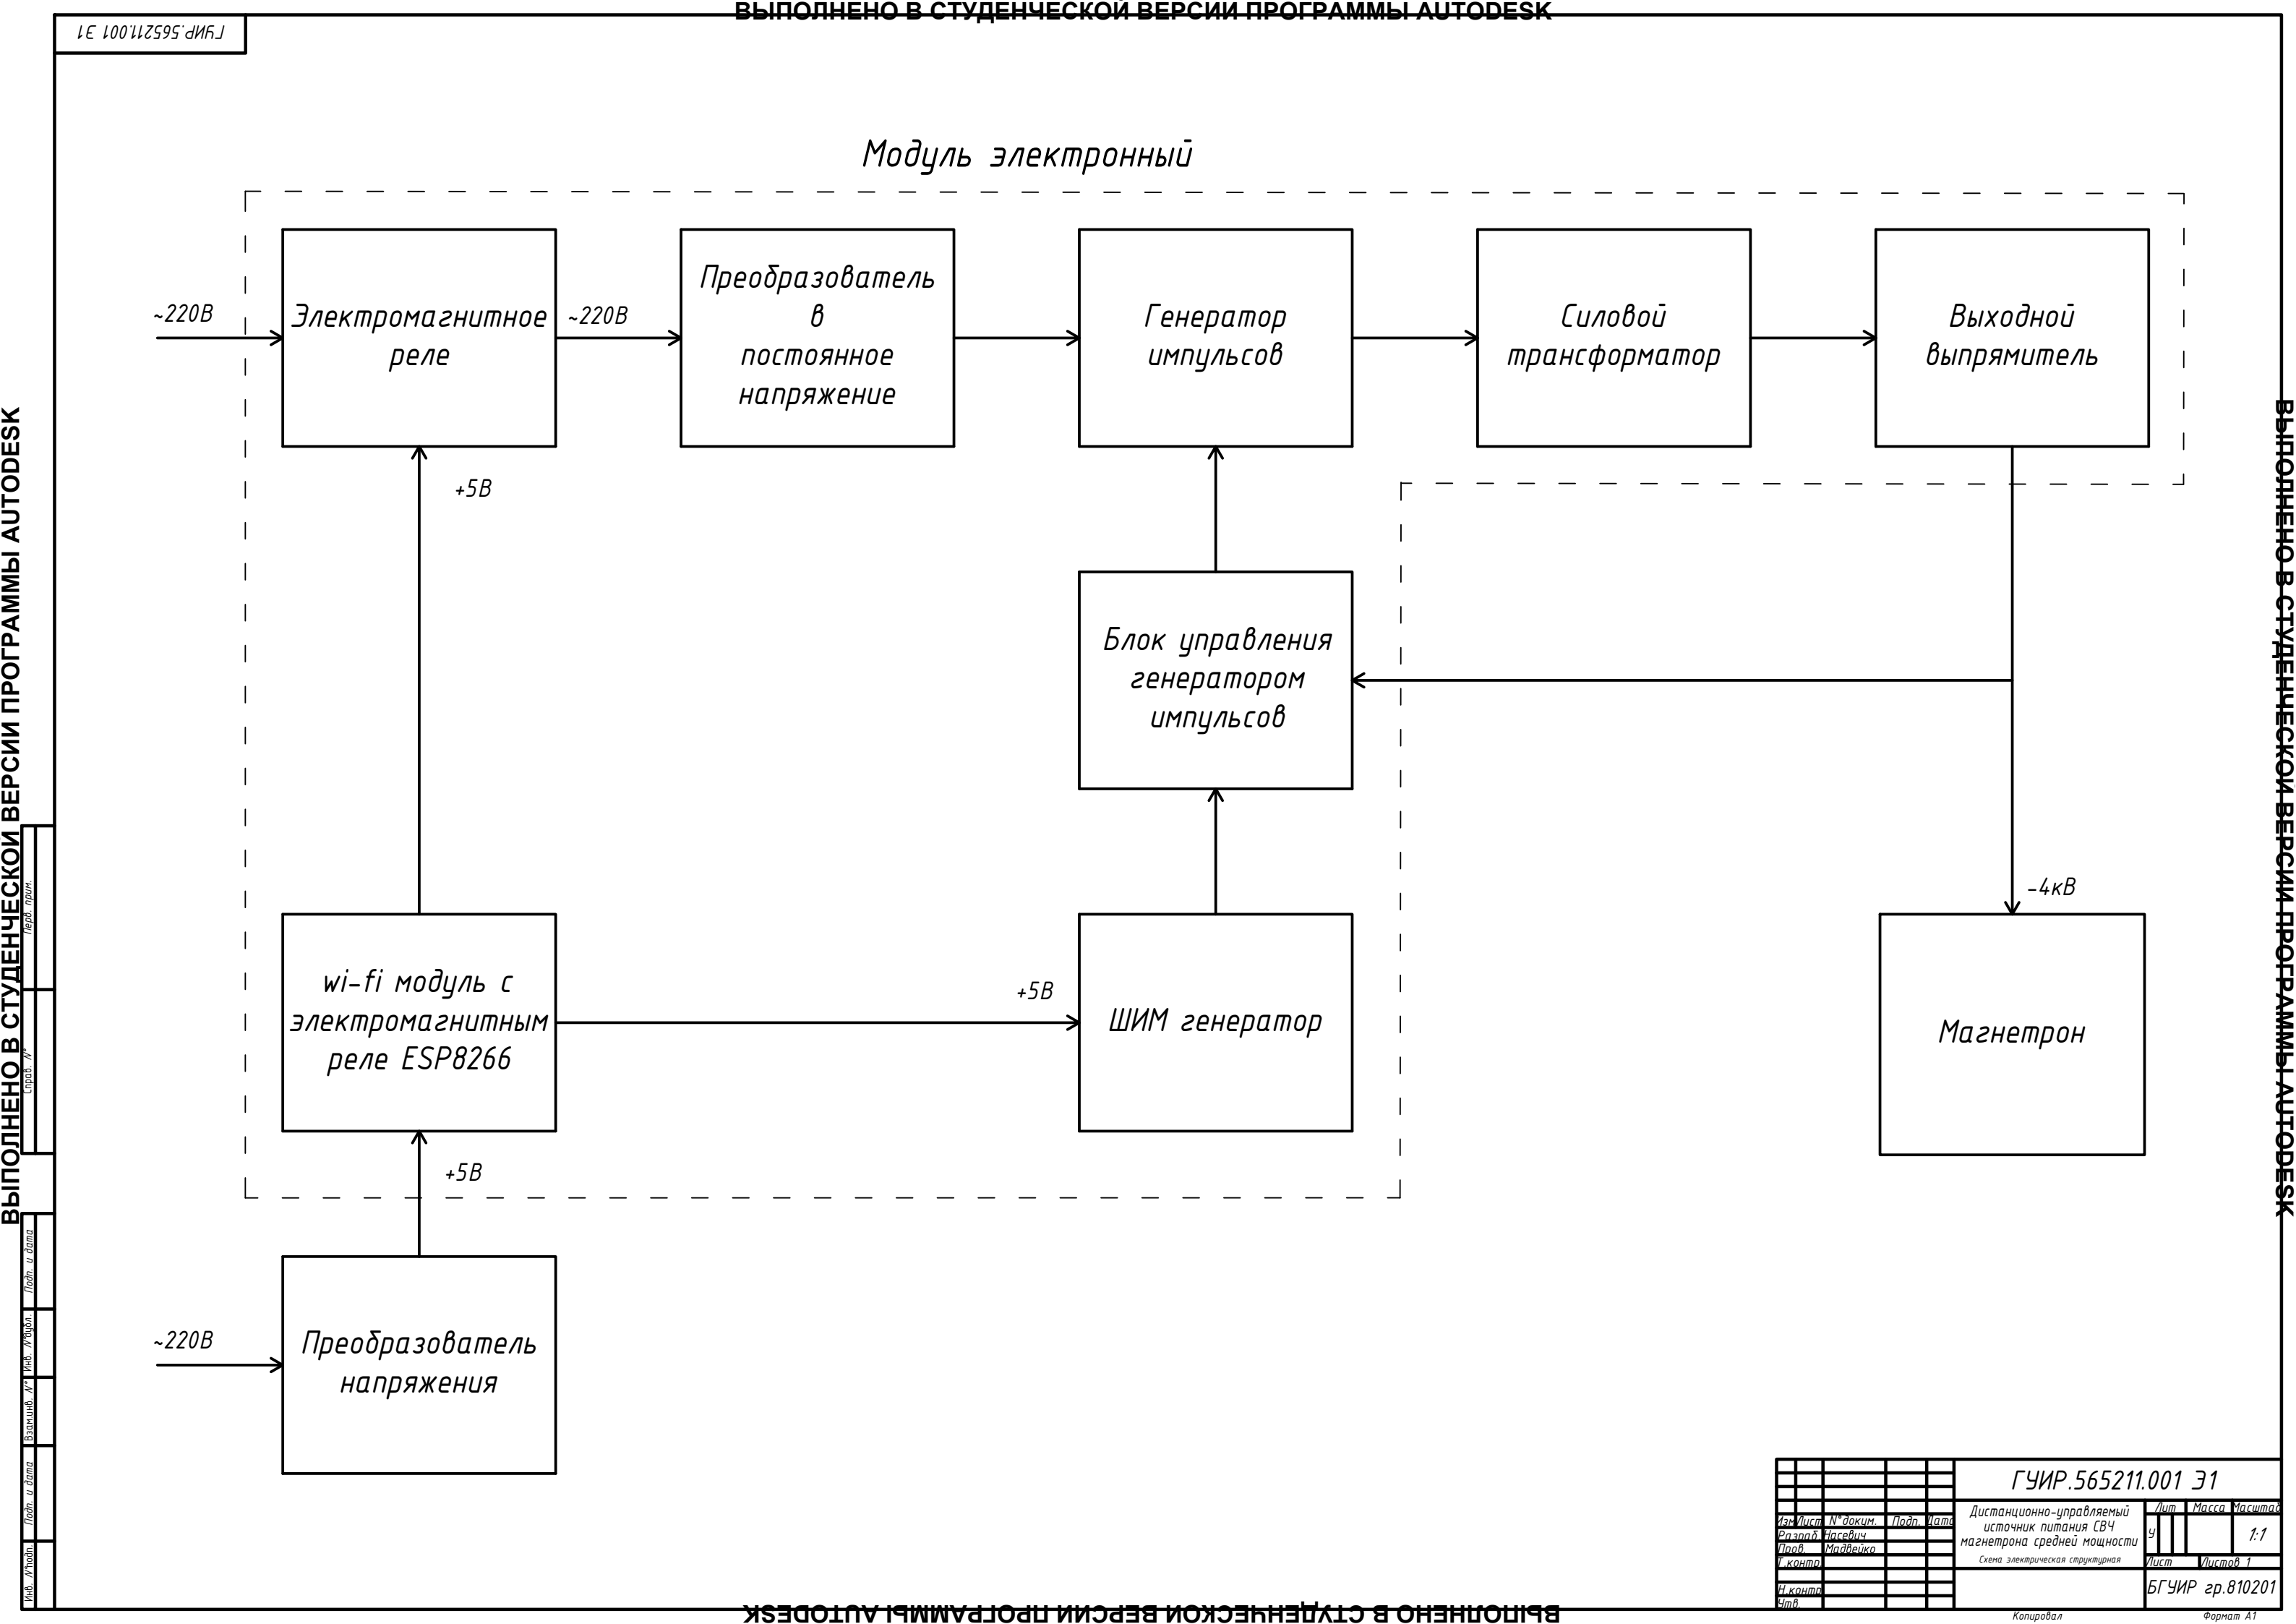 ВЫПОЛНЕНО В СТУДЕНЧЕСКОЙ ВЕРСИИ ПРОГРАММЫ AUTODESK
ГУИР.565211.001 Э1
Модуль электронный
~220В
Электромагнитное
реле
~220В
Преобразователь
в
постоянное
напряжение
Генератор
импульсов
Силовой
трансформатор
Выходной
выпрямитель
+5В
Блок управления
генератором
импульсов
-4кВ
wi-fi модуль с
электромагнитным
реле ESP8266
+5В
ШИМ генератор
Магнетрон
+5В
~220В
Преобразователь
напряжения
ВЫПОЛНЕНО В СТУДЕНЧЕСКОЙ ВЕРСИИ ПРОГРАММЫ AUTODESK
ВЫПОЛНЕНО В СТУДЕНЧЕСКОЙ ВЕРСИИ ПРОГРАММЫ AUTODESK
Перв. прим.
Справ. N°
Подп. и дата
Инв. N°дубл.
Взам.инв. N°
Подп. и дата
Инв. N°подп.
ГУИР.565211.001 Э1
Дистанционно-управляемый
источник питания СВЧ
магнетрона средней мощности
Схема электрическая структурная
Лит Масса Масштаб
У 1:1
Лист Листов 1
БГУИР гр.810201
Изм Лист N°докум. Подп. Дата
Разраб. Насевич
Пров. Мадвейко
Т.контр.
Н.контр.
Утв.
Копировал Формат А1
ВЫПОЛНЕНО В СТУДЕНЧЕСКОЙ ВЕРСИИ ПРОГРАММЫ AUTODESK